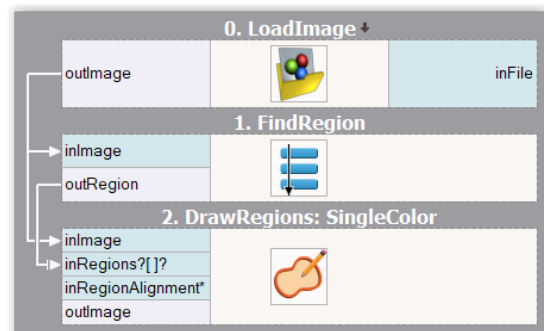 0. LoadImage
outImage
inFile
1. FindRegion
inImage
outRegion
2. DrawRegions: SingleColor
inImage
inRegions?[ ]?
inRegionAlignment*
outImage